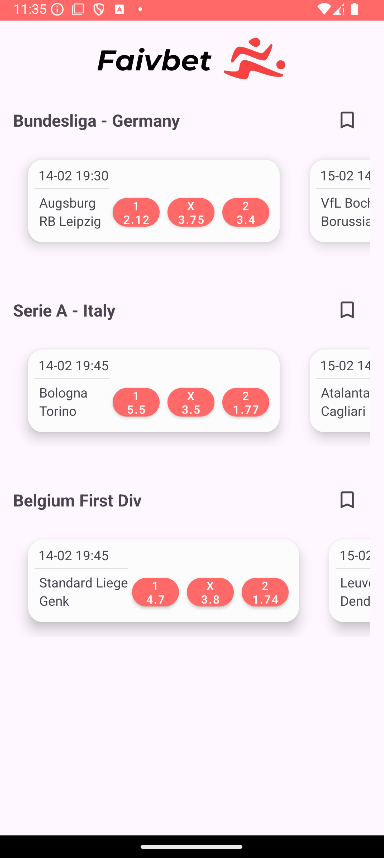 11:35
Faivbet
Bundesliga - Germany
14-02 19:30
Augsburg
RB Leipzig
1
2.12
X
3.75
2
3.4
15-02 14
VfL Boch
Borussia
Serie A - Italy
14-02 19:45
Bologna
Torino
1
5.5
X
3.5
2
1.77
15-02 14
Atalanta
Cagliari
Belgium First Div
14-02 19:45
Standard Liege
Genk
1
4.7
X
3.8
2
1.74
15-02
Leuve
Dend